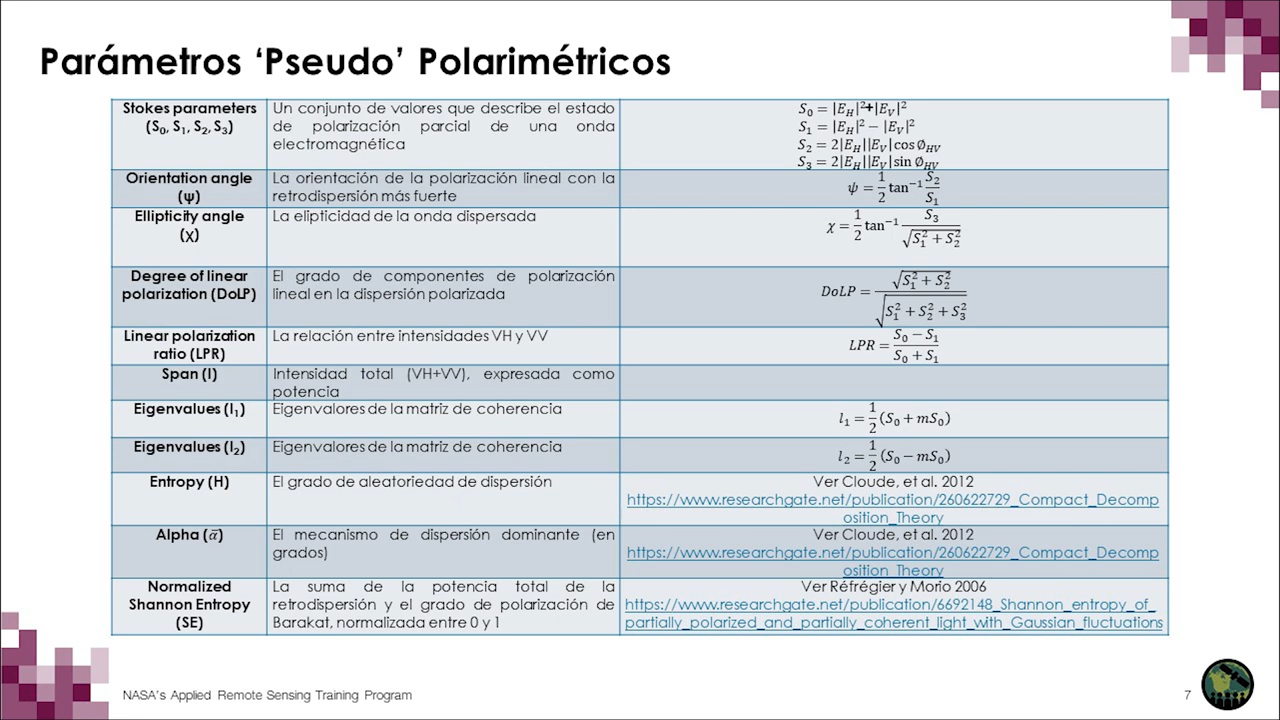 Parámetros ‘Pseudo’ Polarimétricos
Stokes parameters
(S₀, S₁, S₂, S₃)
Un conjunto de valores que describe el estado
de polarización parcial de una onda
electromagnética
S₀ = |E_H|²+|E_V|²
S₁ = |E_H|² − |E_V|²
S₂ = 2|E_H||E_V| cos ∅_HV
S₃ = 2|E_H||E_V| sin ∅_HV
Orientation angle
(ψ)
La orientación de la polarización lineal con la
retrodispersión más fuerte
ψ = 1/2 tan⁻¹ S₂/S₁
Ellipticity angle
(χ)
La elipticidad de la onda dispersada
χ = 1/2 tan⁻¹ S₃/√(S₁² + S₂²)
Degree of linear
polarization (DoLP)
El grado de componentes de polarización
lineal en la dispersión polarizada
DoLP = √(S₁² + S₂²)/√(S₁² + S₂² + S₃²)
Linear polarization
ratio (LPR)
La relación entre intensidades VH y VV
LPR = (S₀ − S₁)/(S₀ + S₁)
Span (I)
Intensidad total (VH+VV), expresada como
potencia
Eigenvalues (l₁)
Eigenvalores de la matriz de coherencia
l₁ = 1/2 (S₀ + mS₀)
Eigenvalues (l₂)
Eigenvalores de la matriz de coherencia
l₂ = 1/2 (S₀ − mS₀)
Entropy (H)
El grado de aleatoriedad de dispersión
Ver Cloude, et al. 2012
https://www.researchgate.net/publication/260622729_Compact_Decomp
osition_Theory
Alpha (ᾱ)
El mecanismo de dispersión dominante (en
grados)
Ver Cloude, et al. 2012
https://www.researchgate.net/publication/260622729_Compact_Decomp
osition_Theory
Normalized
Shannon Entropy
(SE)
La suma de la potencia total de la
retrodispersión y el grado de polarización de
Barakat, normalizada entre 0 y 1
Ver Réfrégier y Morio 2006
https://www.researchgate.net/publication/6692148_Shannon_entropy_of_
partially_polarized_and_partially_coherent_light_with_Gaussian_fluctuations
NASA's Applied Remote Sensing Training Program
7